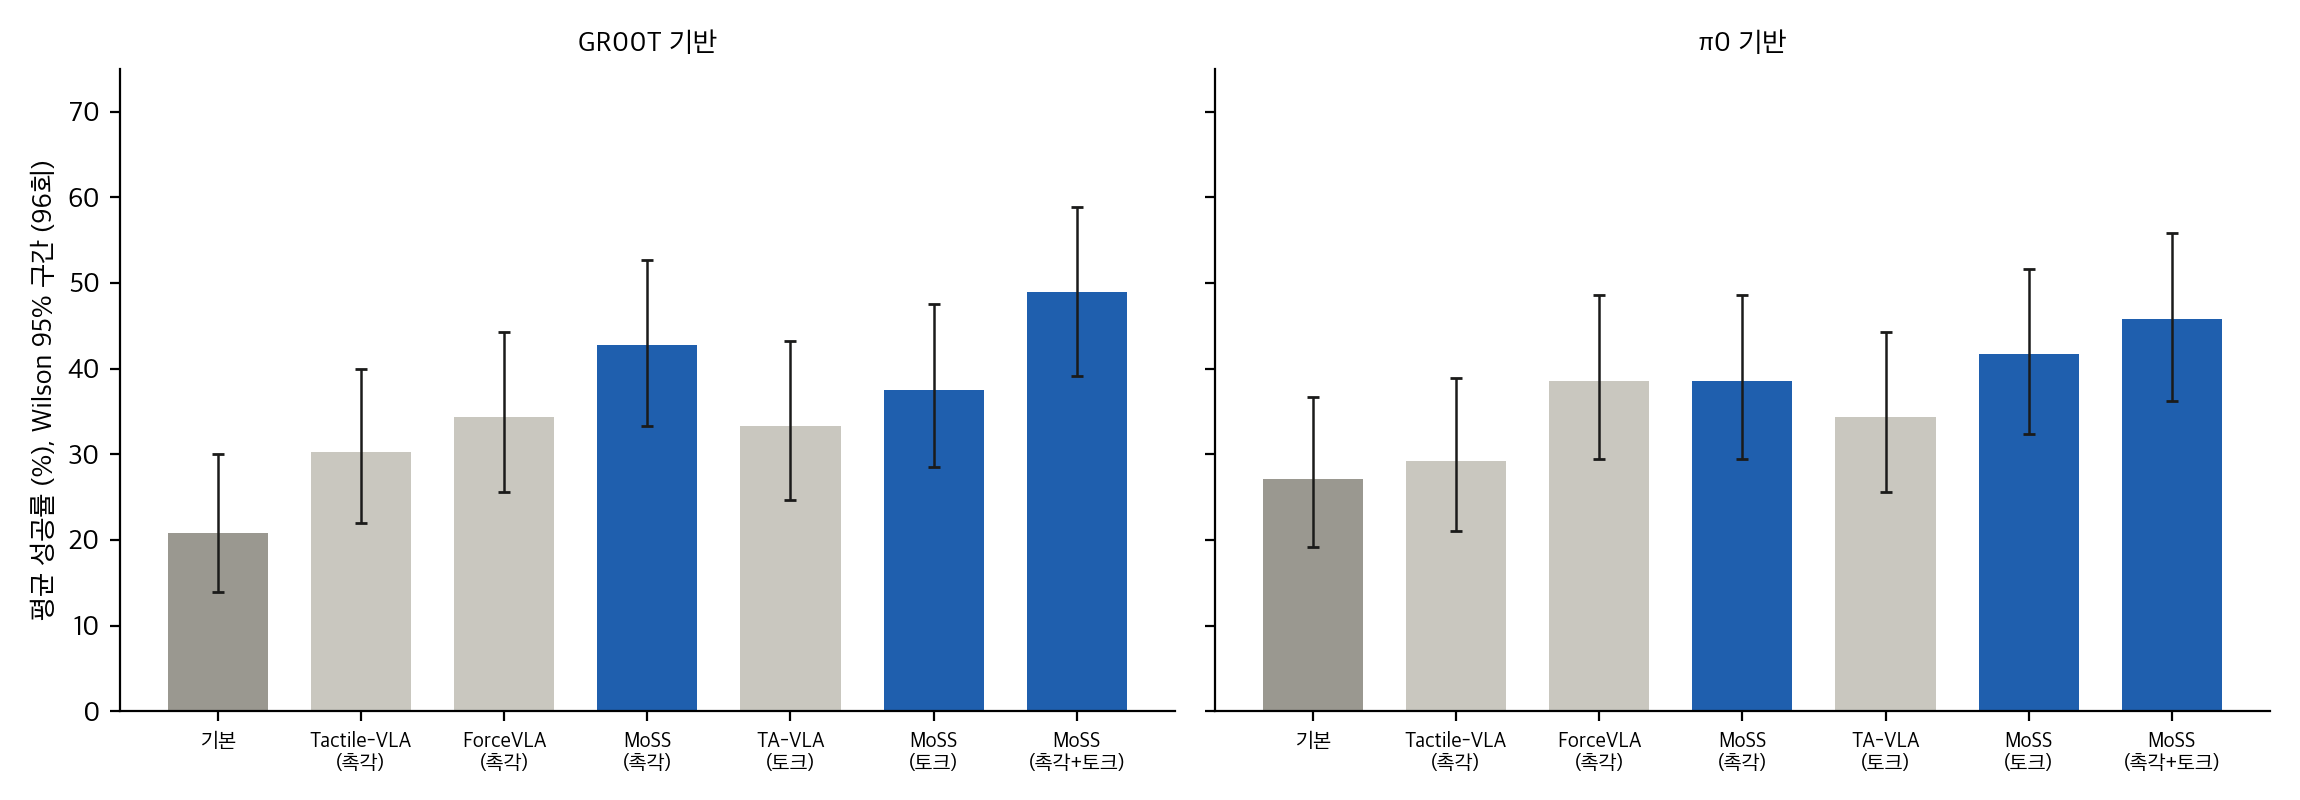 GR00T 기반
π0 기반
평균 성공률 (%), Wilson 95% 구간 (96회)
70
60
50
40
30
20
10
0
기본
Tactile-VLA
(촉각)
ForceVLA
(촉각)
MoSS
(촉각)
TA-VLA
(토크)
MoSS
(토크)
MoSS
(촉각+토크)
기본
Tactile-VLA
(촉각)
ForceVLA
(촉각)
MoSS
(촉각)
TA-VLA
(토크)
MoSS
(토크)
MoSS
(촉각+토크)